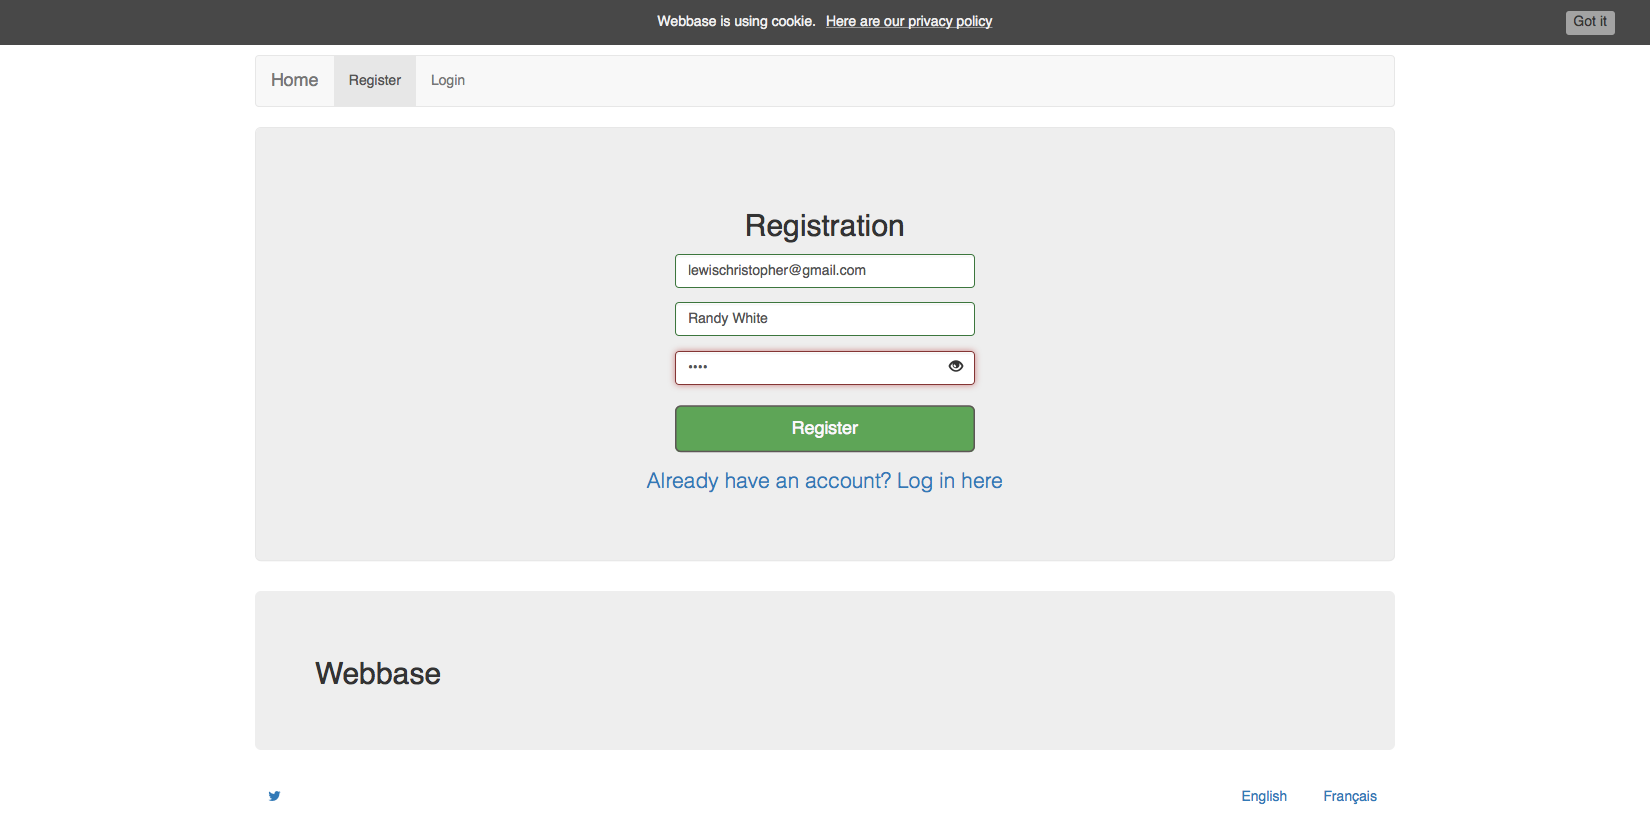 Webbase is using cookie. Here are our privacy policy Got it
Home Register Login
Registration
lewischristopher@gmail.com
Randy White
••••
Register
Already have an account? Log in here
Webbase
English Français